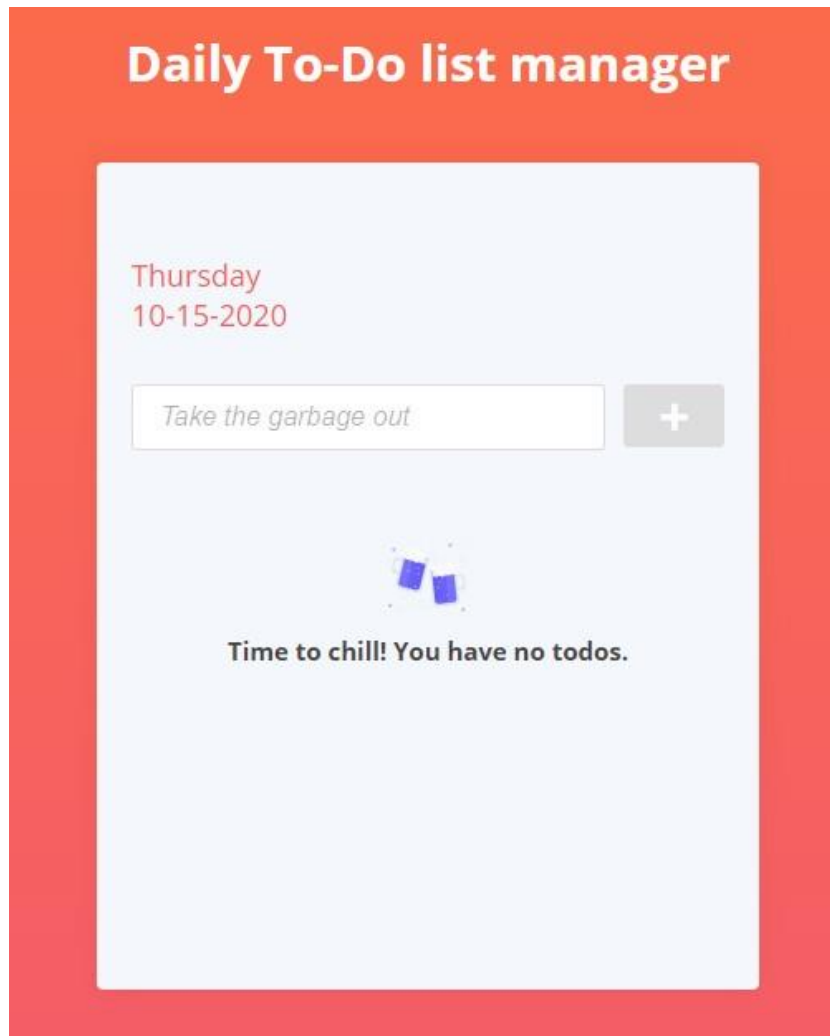 Daily To-Do list manager
Thursday
10-15-2020
Take the garbage out
+
Time to chill! You have no todos.